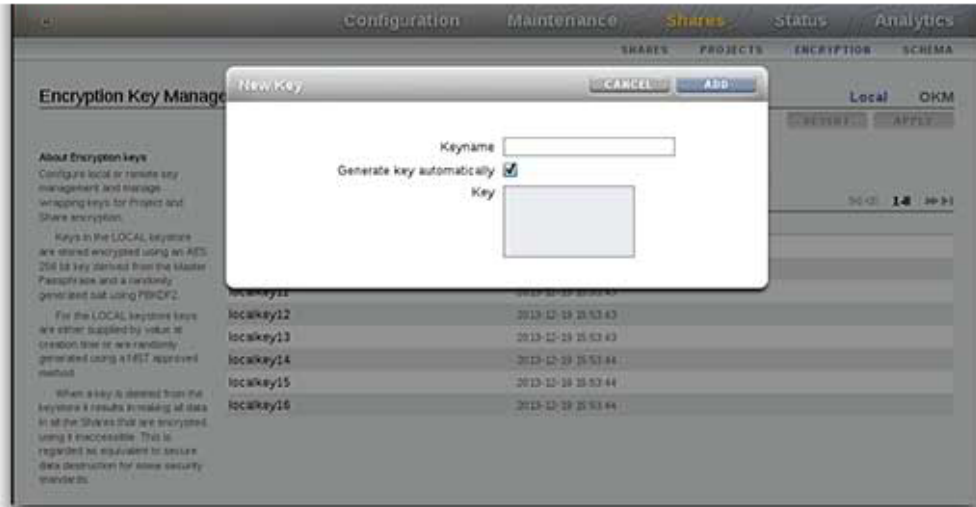 Configuration Maintenance Shares Status Analytics
SHARES PROJECTS ENCRYPTION SCHEMA
Encryption Key Manage
Local OKM
REVERT APPLY
New Key CANCEL ADD
Keyname
Generate key automatically
Key
About Encryption keys
Configure local or remote key
management and manage
wrapping keys for Project and
Share encryption.
Keys in the LOCAL keystore
are stored encrypted using an AES
256 bit key derived from the Master
Passphrase and a randomly
generated salt using PBKDF2.
For the LOCAL keystore keys
are either supplied by value at
creation time or are randomly
generated using a NIST approved
method.
When a key is deleted from the
keystore it results in making all data
in all the Shares that are encrypted
using it inaccessible. This is
regarded as equivalent to secure
data destruction for some security
standards.
1-8
localkey11 2013-12-19 15:53:43
localkey12 2013-12-19 15:53:43
localkey13 2013-12-19 15:53:43
localkey14 2013-12-19 15:53:44
localkey15 2013-12-19 15:53:44
localkey16 2013-12-19 15:53:44